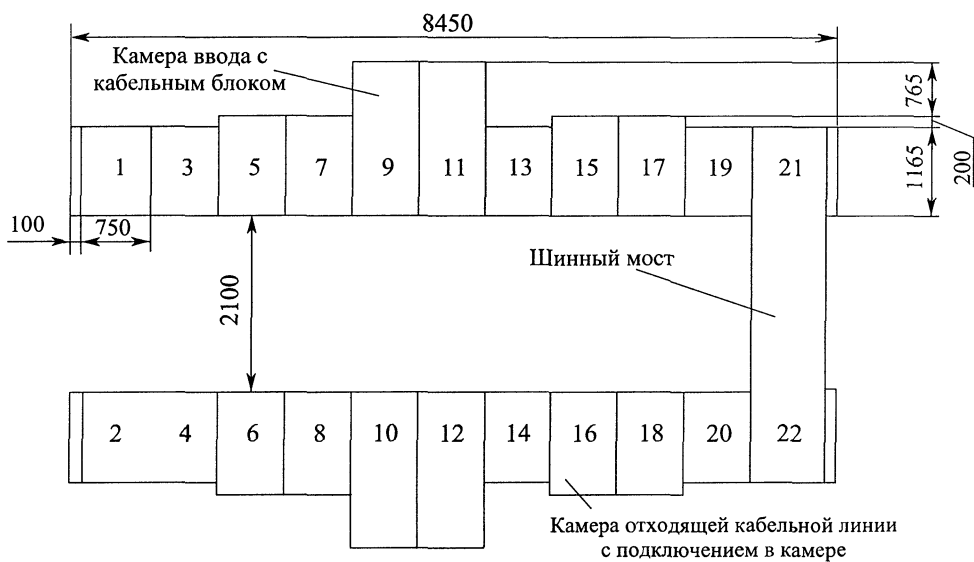 8450
Камера ввода с
кабельным блоком
765
200
1165
1 3 5 7 9 11 13 15 17 19 21
100 750
Шинный мост
2100
2 4 6 8 10 12 14 16 18 20 22
Камера отходящей кабельной линии
с подключением в камере